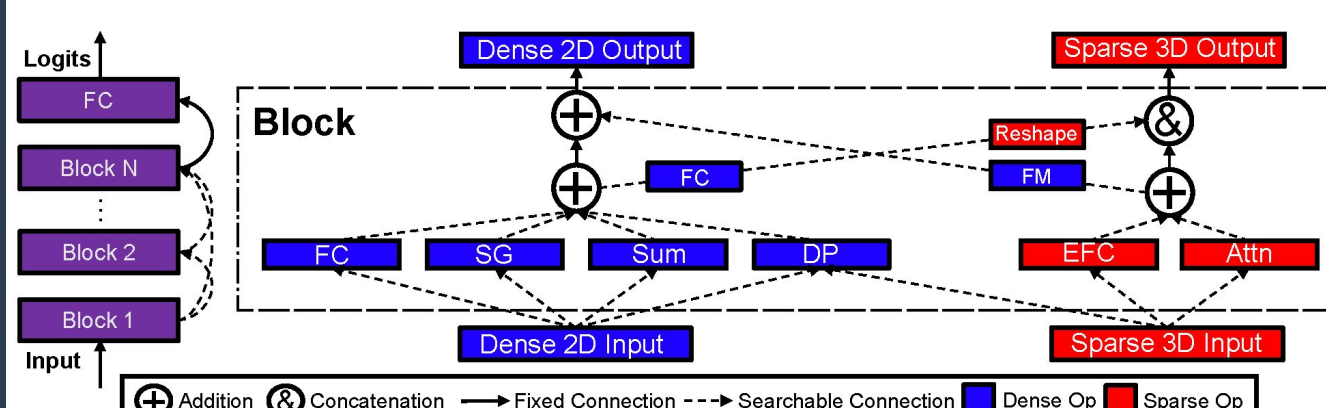 Logits
FC
Block N
Block 2
Block 1
Input
Dense 2D Output
Sparse 3D Output
Block
+
&
Reshape
FC
FM
+
+
FC
SG
Sum
DP
EFC
Attn
Dense 2D Input
Sparse 3D Input
+ Addition & Concatenation Fixed Connection Searchable Connection Dense Op Sparse Op